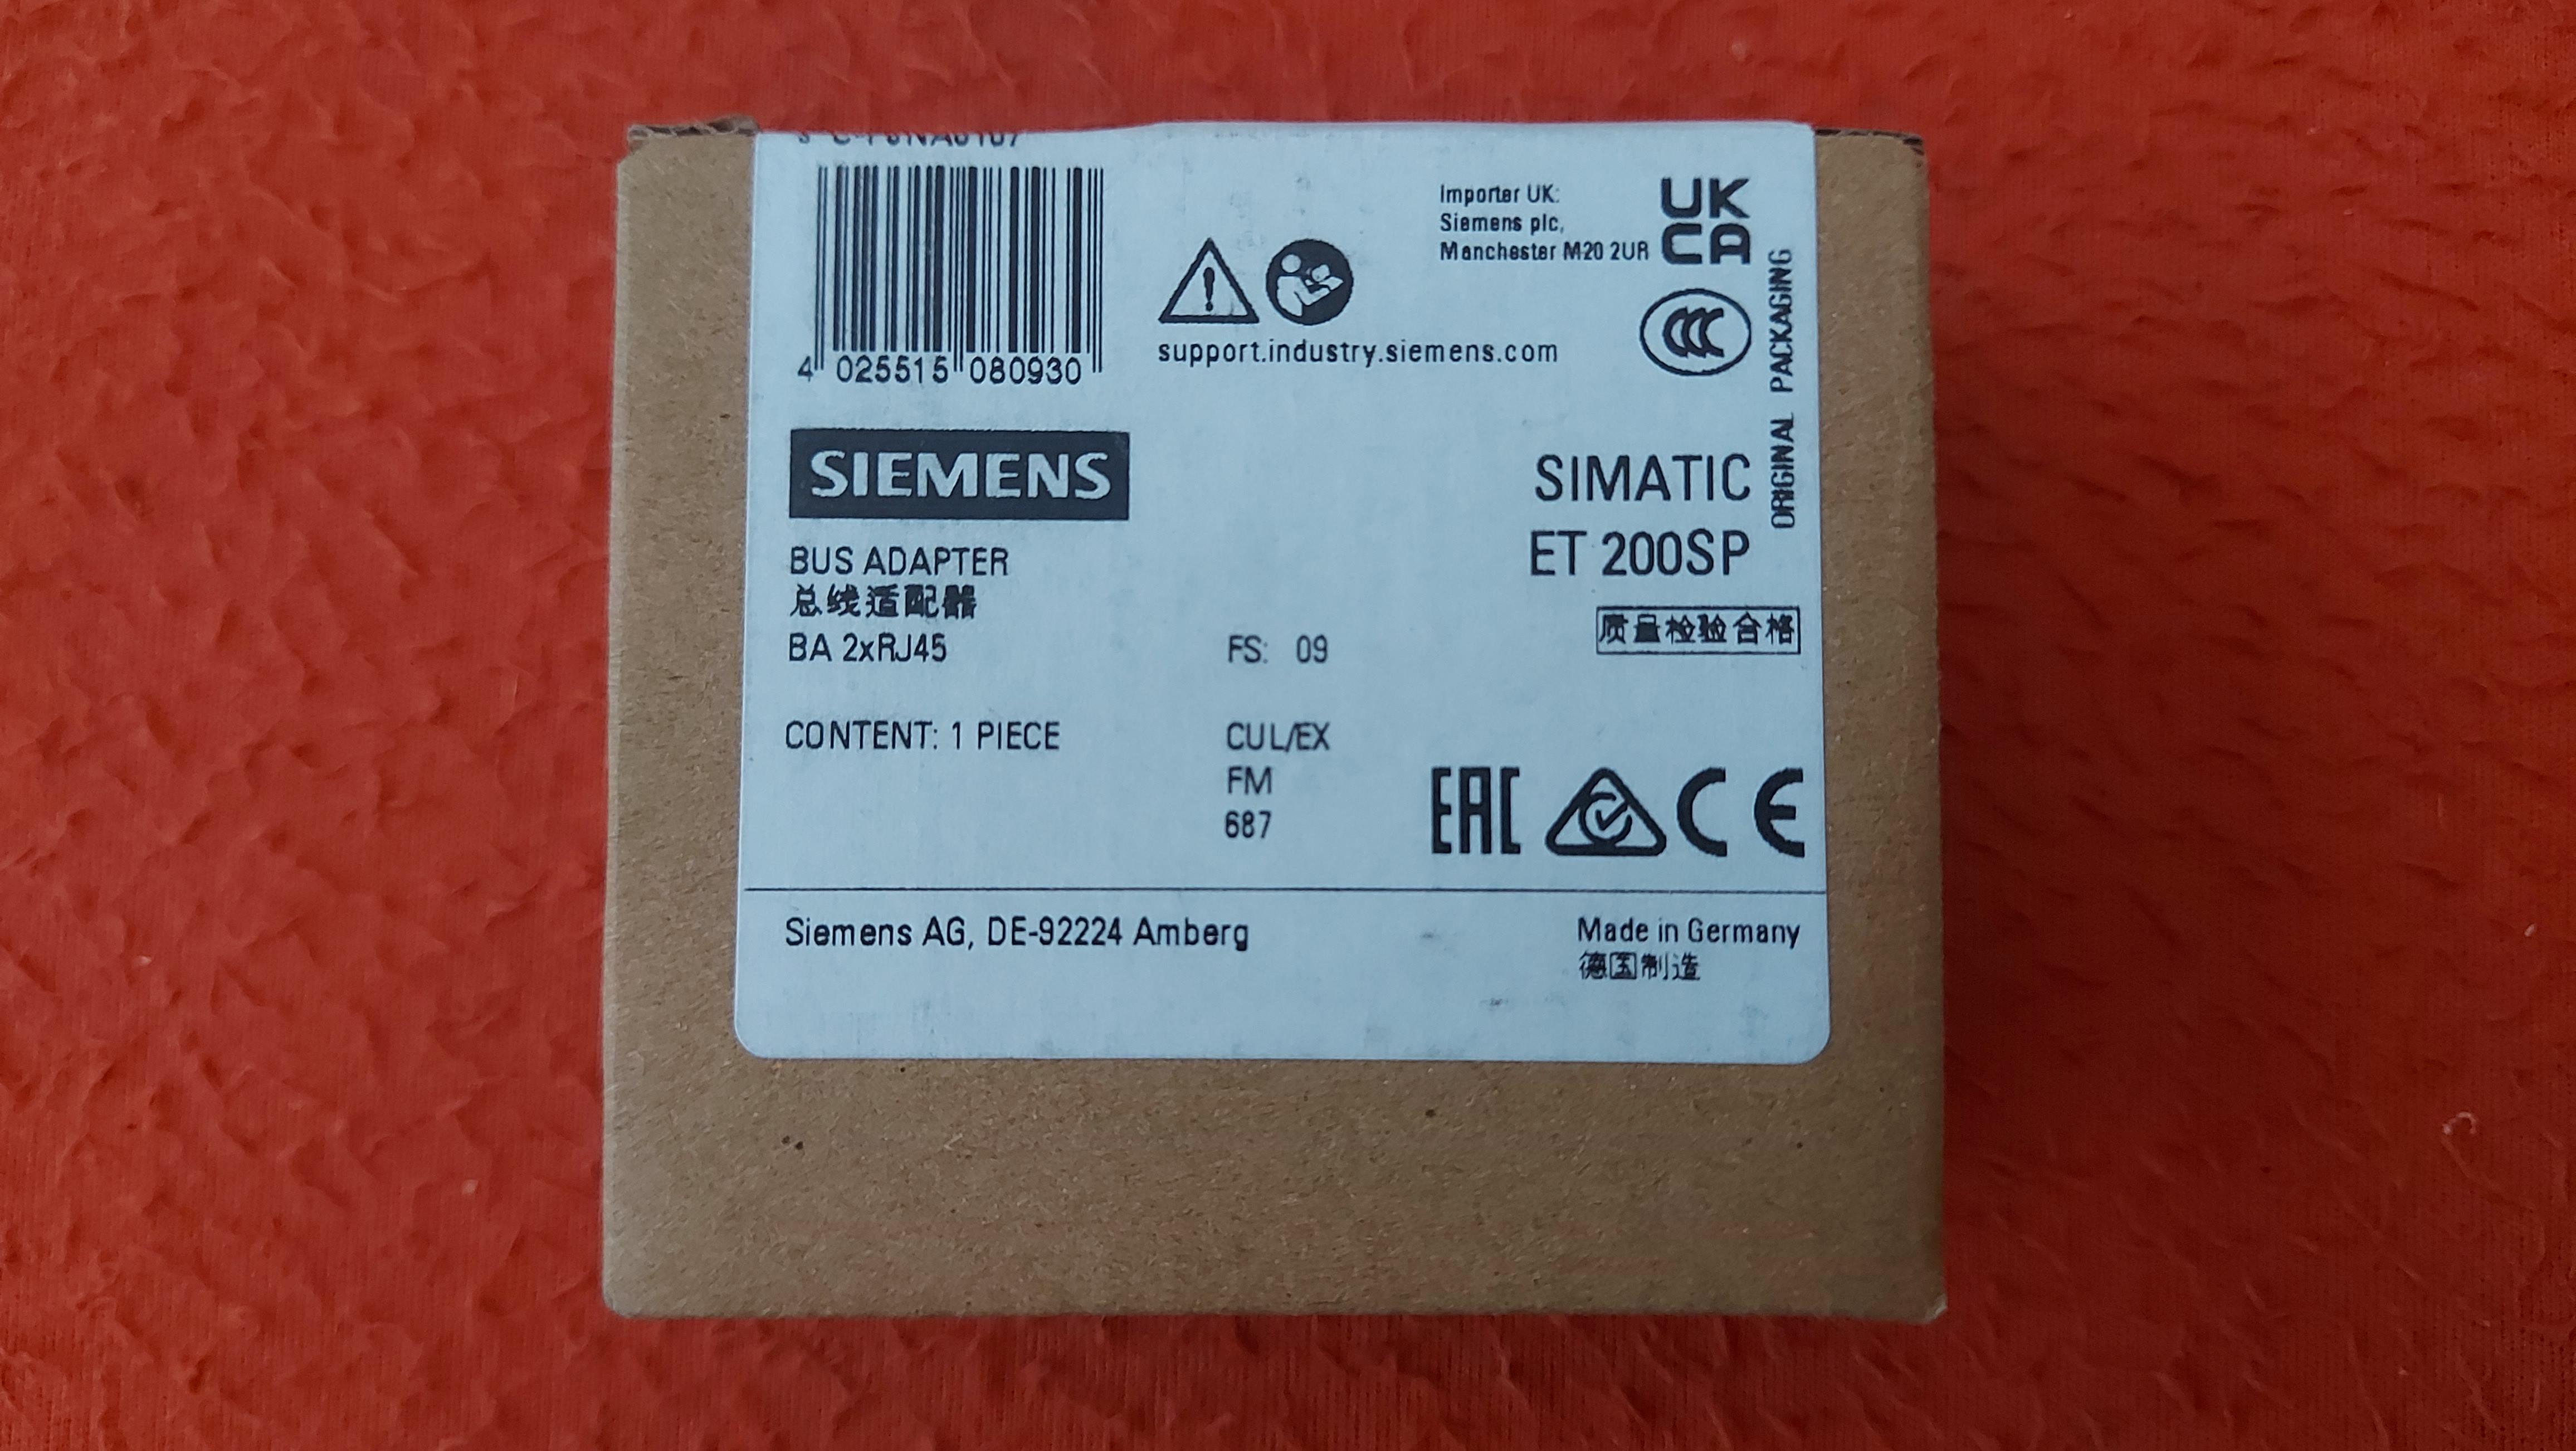 4 025515 080930
Importer UK:
Siemens plc,
Manchester M20 2UR
UK
CA
CCC
support.industry.siemens.com
ORIGINAL PACKAGING
SIEMENS
SIMATIC
ET 200SP
BUS ADAPTER
总线适配器
BA 2xRJ45
FS: 09
质量检验合格
CONTENT: 1 PIECE
CUL/EX
FM
687
EAC
CE
Siemens AG, DE-92224 Amberg
Made in Germany
德国制造